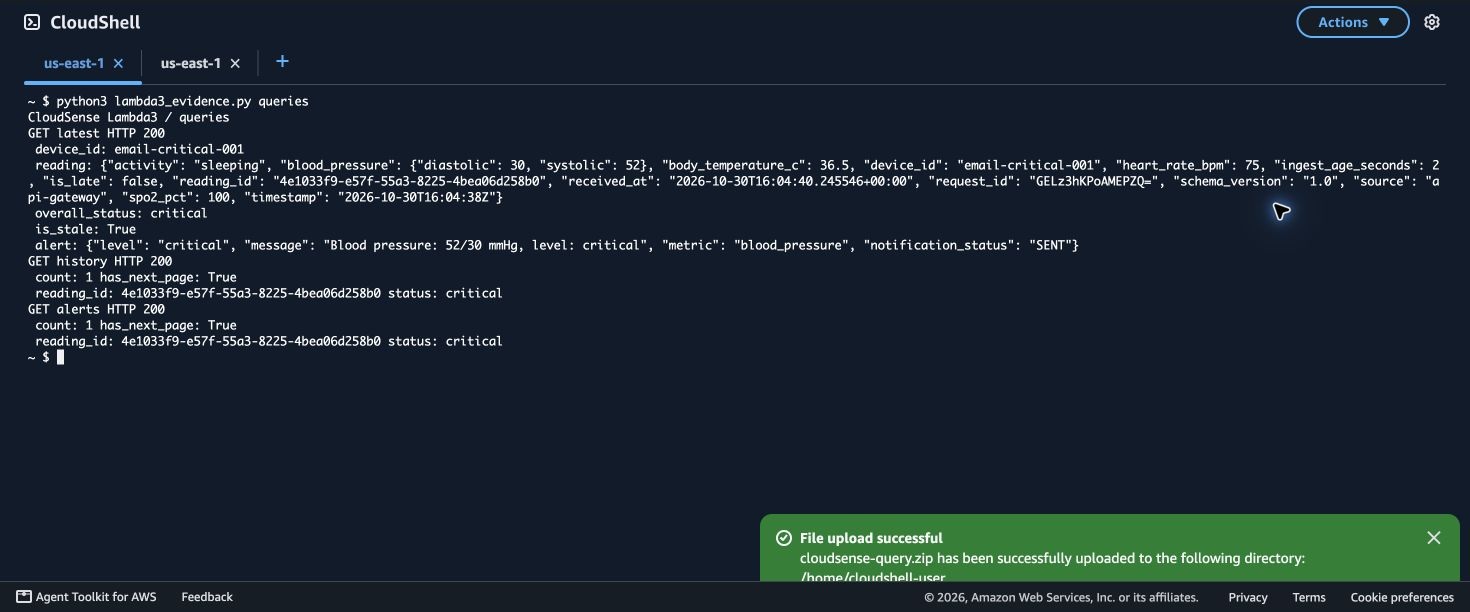 CloudShell
Actions
us-east-1
us-east-1
~ $ python3 lambda3_evidence.py queries
CloudSense Lambda3 / queries
GET latest HTTP 200
device_id: email-critical-001
reading: {"activity": "sleeping", "blood_pressure": {"diastolic": 30, "systolic": 52}, "body_temperature_c": 36.5, "device_id": "email-critical-001", "heart_rate_bpm": 75, "ingest_age_seconds": 2
, "is_late": false, "reading_id": "4e1033f9-e57f-55a3-8225-4bea06d258b0", "received_at": "2026-10-30T16:04:40.245546+00:00", "request_id": "GELz3hKPoAMEPZQ=", "schema_version": "1.0", "source": "a
pi-gateway", "spo2_pct": 100, "timestamp": "2026-10-30T16:04:38Z"}
overall_status: critical
is_stale: True
alert: {"level": "critical", "message": "Blood pressure: 52/30 mmHg, level: critical", "metric": "blood_pressure", "notification_status": "SENT"}
GET history HTTP 200
count: 1 has_next_page: True
reading_id: 4e1033f9-e57f-55a3-8225-4bea06d258b0 status: critical
GET alerts HTTP 200
count: 1 has_next_page: True
reading_id: 4e1033f9-e57f-55a3-8225-4bea06d258b0 status: critical
~ $
File upload successful
cloudsense-query.zip has been successfully uploaded to the following directory:
/home/cloudshell-user
Agent Toolkit for AWS
Feedback
© 2026, Amazon Web Services, Inc. or its affiliates.
Privacy
Terms
Cookie preferences